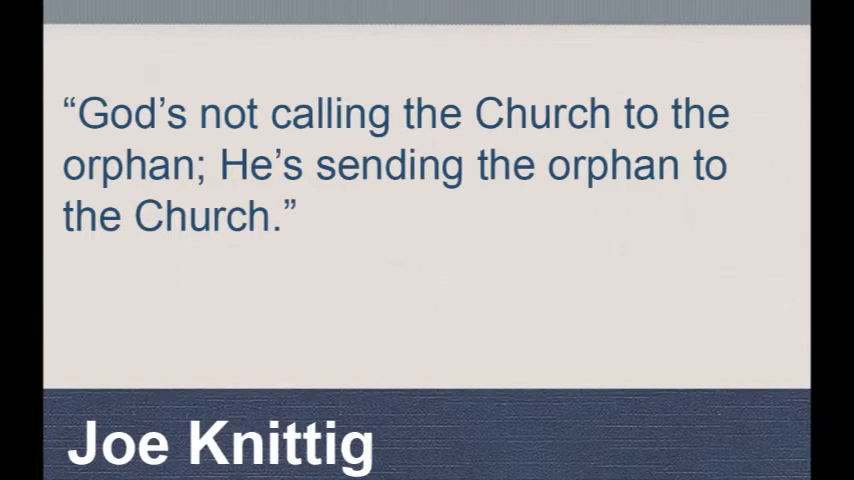 “God’s not calling the Church to the
orphan; He’s sending the orphan to
the Church.”
Joe Knittig